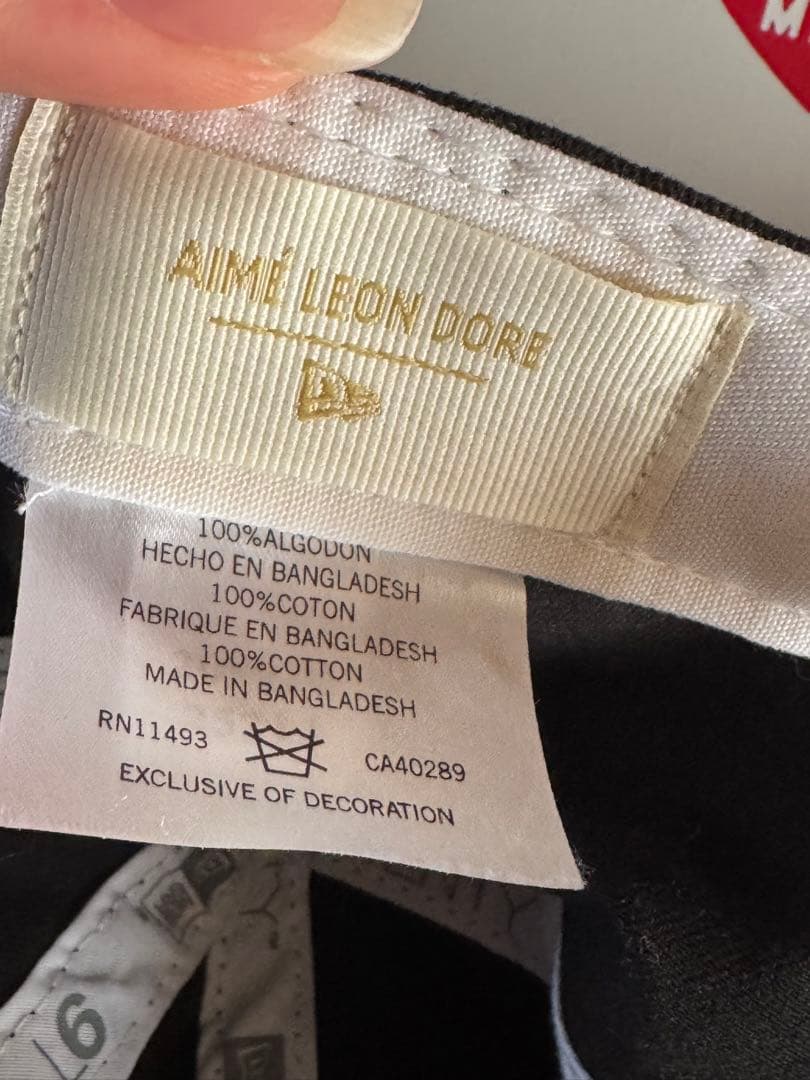 M
AIMÉ LEON DORE
100%ALGODON
HECHO EN BANGLADESH
100%COTON
FABRIQUE EN BANGLADESH
100%COTTON
MADE IN BANGLADESH
RN11493 CA40289
EXCLUSIVE OF DECORATION